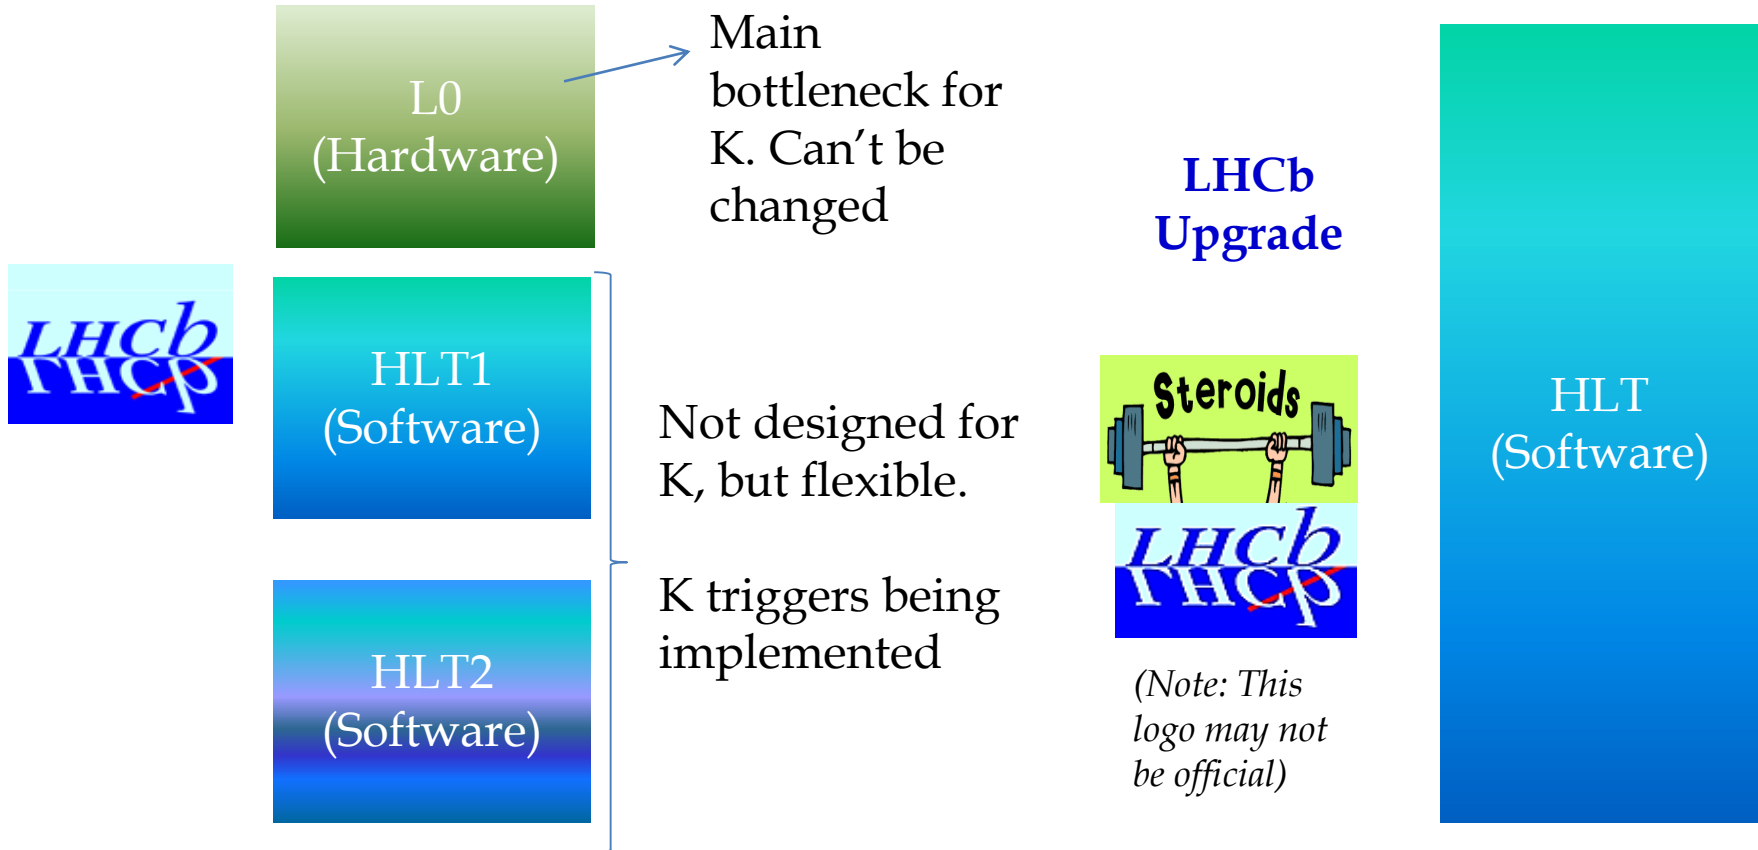 L0
(Hardware)
Main
bottleneck for
K. Can’t be
changed
LHCb
HLT1
(Software)
HLT2
(Software)
Not designed for
K, but flexible.
K triggers being
implemented
LHCb
Upgrade
Steroids
LHCb
(Note: This
logo may not
be official)
HLT
(Software)